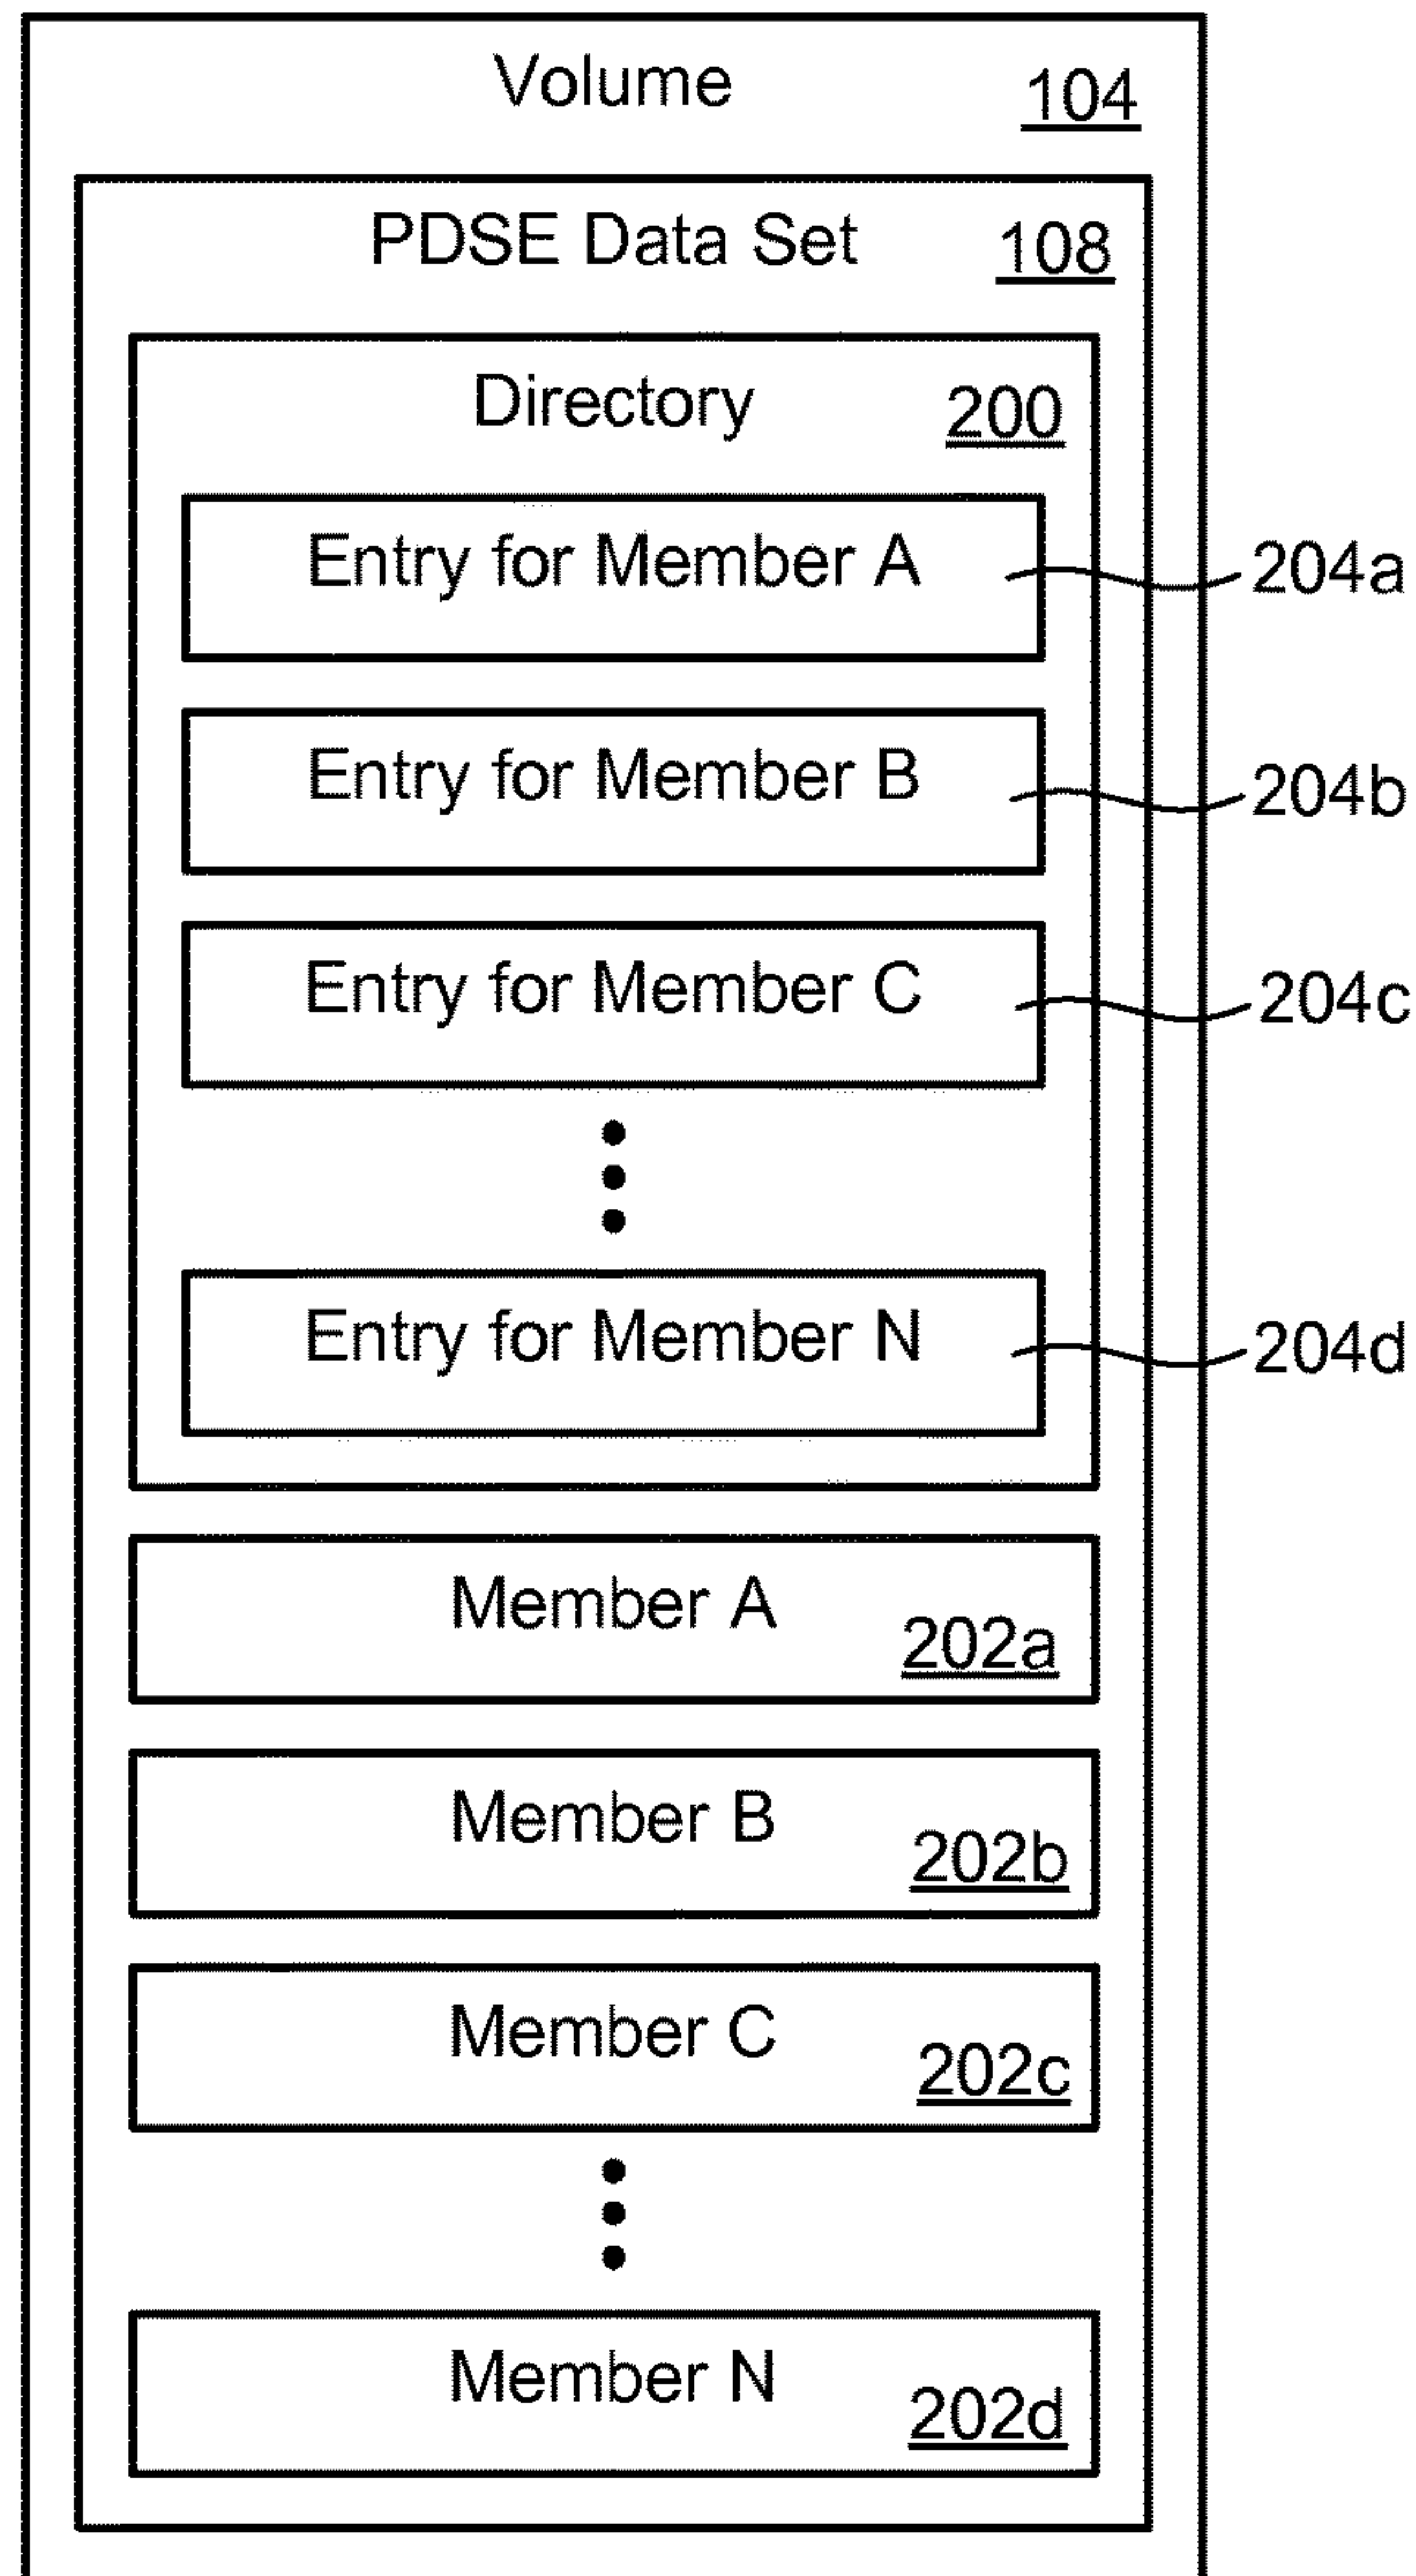 Volume 104
PDSE Data Set 108
Directory 200
Entry for Member A 204a
Entry for Member B 204b
Entry for Member C 204c
Entry for Member N 204d
Member A 202a
Member B 202b
Member C 202c
Member N 202d